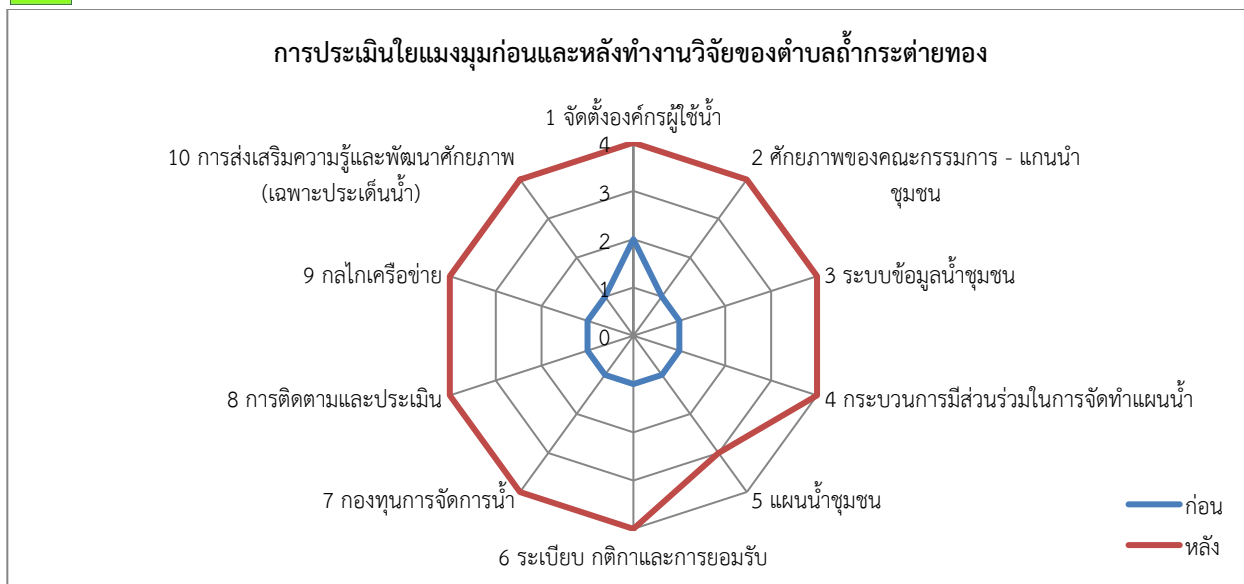 การประเมินใยแมงมุมก่อนและหลังทำงานวิจัยของตำบลถ้ำกระต่ายทอง
1 จัดตั้งองค์กรผู้ใช้น้ำ
2 ศักยภาพของคณะกรรมการ - แกนนำ
ชุมชน
3 ระบบข้อมูลน้ำชุมชน
4 กระบวนการมีส่วนร่วมในการจัดทำแผนน้ำ
5 แผนน้ำชุมชน
6 ระเบียบ กติกาและการยอมรับ
7 กองทุนการจัดการน้ำ
8 การติดตามและประเมิน
9 กลไกเครือข่าย
10 การส่งเสริมความรู้และพัฒนาศักยภาพ
(เฉพาะประเด็นน้ำ)
4
3
2
1
0
ก่อน
หลัง